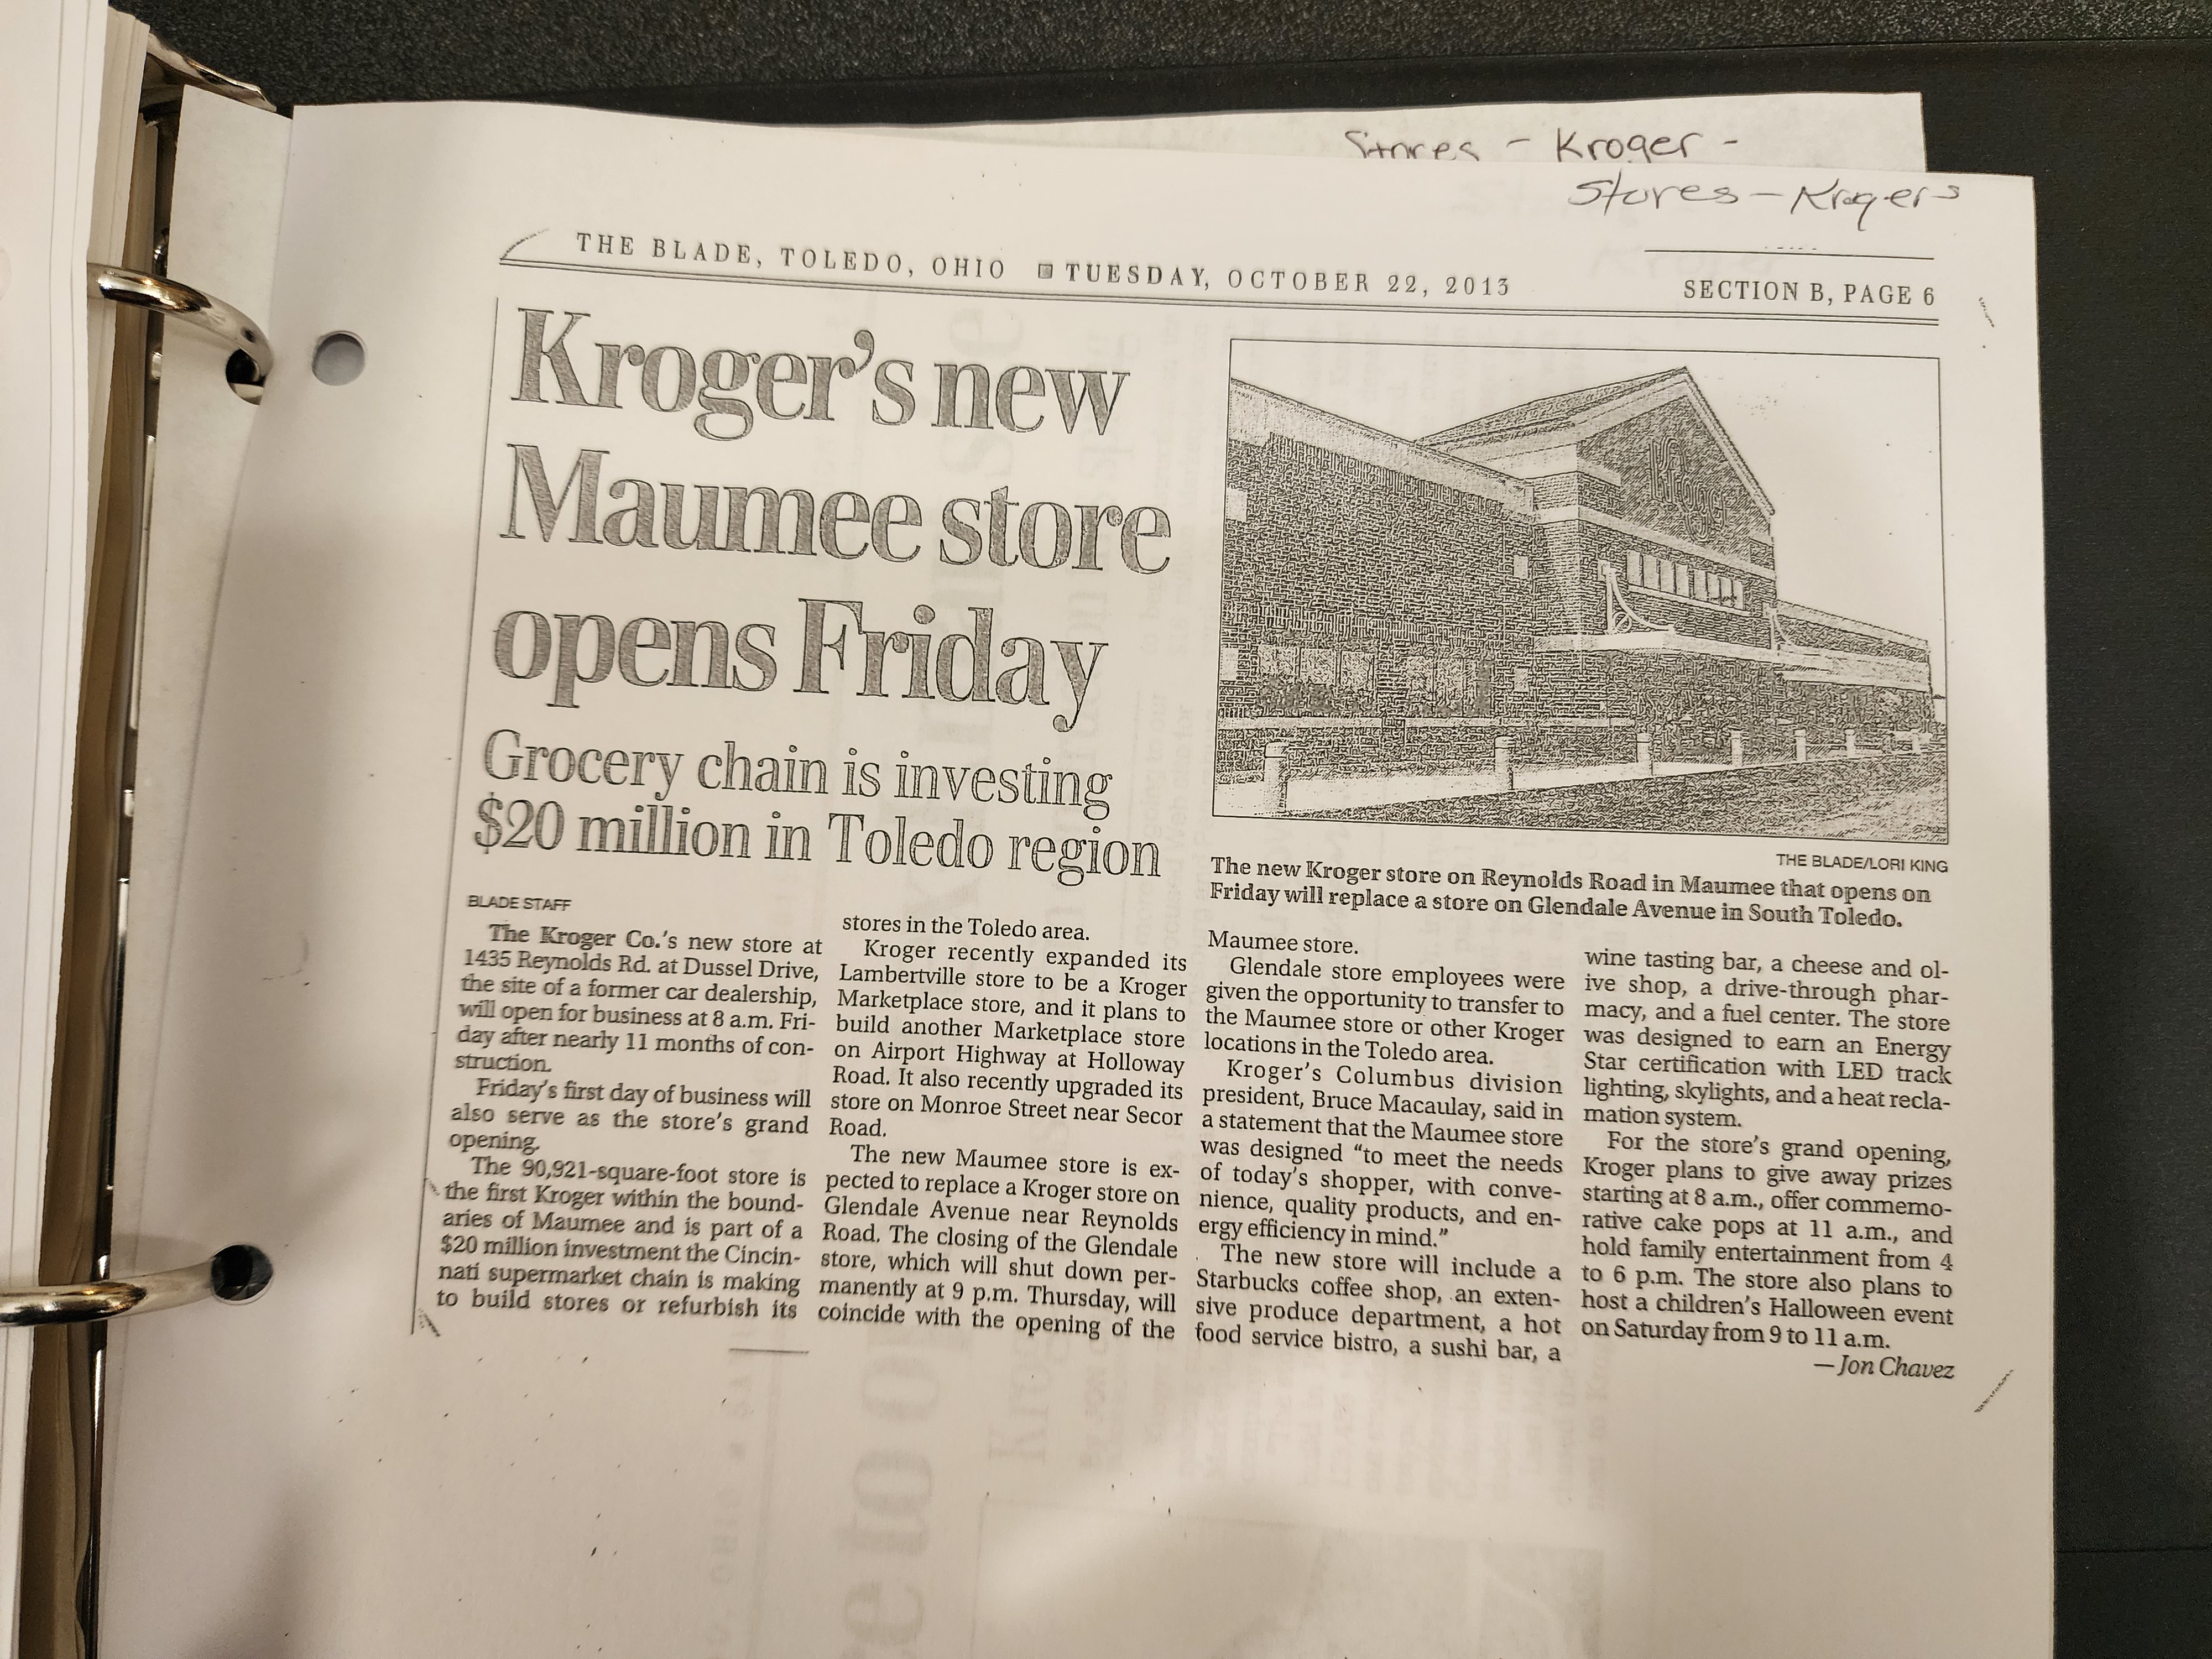 Stores - Kroger -
Stores - Krogers
THE BLADE, TOLEDO, OHIO ■ TUESDAY, OCTOBER 22, 2013
SECTION B, PAGE 6
Kroger's new
Maumee store
opens Friday
Grocery chain is investing
$20 million in Toledo region
Kroger
THE BLADE/LORI KING
The new Kroger store on Reynolds Road in Maumee that opens on
Friday will replace a store on Glendale Avenue in South Toledo.
BLADE STAFF
The Kroger Co.'s new store at
1435 Reynolds Rd. at Dussel Drive,
the site of a former car dealership,
will open for business at 8 a.m. Fri-
day after nearly 11 months of con-
struction.
Friday's first day of business will
also serve as the store's grand
opening.
The 90,921-square-foot store is
the first Kroger within the bound-
aries of Maumee and is part of a
$20 million investment the Cincin-
nati supermarket chain is making
to build stores or refurbish its
stores in the Toledo area.
Kroger recently expanded its
Lambertville store to be a Kroger
Marketplace store, and it plans to
build another Marketplace store
on Airport Highway at Holloway
Road. It also recently upgraded its
store on Monroe Street near Secor
Road.
The new Maumee store is ex-
pected to replace a Kroger store on
Glendale Avenue near Reynolds
Road. The closing of the Glendale
store, which will shut down per-
manently at 9 p.m. Thursday, will
coincide with the opening of the
Maumee store.
Glendale store employees were
given the opportunity to transfer to
the Maumee store or other Kroger
locations in the Toledo area.
Kroger's Columbus division
president, Bruce Macaulay, said in
a statement that the Maumee store
was designed "to meet the needs
of today's shopper, with conve-
nience, quality products, and en-
ergy efficiency in mind."
The new store will include a
Starbucks coffee shop, an exten-
sive produce department, a hot
food service bistro, a sushi bar, a
wine tasting bar, a cheese and ol-
ive shop, a drive-through phar-
macy, and a fuel center. The store
was designed to earn an Energy
Star certification with LED track
lighting, skylights, and a heat recla-
mation system.
For the store's grand opening,
Kroger plans to give away prizes
starting at 8 a.m., offer commemo-
rative cake pops at 11 a.m., and
hold family entertainment from 4
to 6 p.m. The store also plans to
host a children's Halloween event
on Saturday from 9 to 11 a.m.
— Jon Chavez